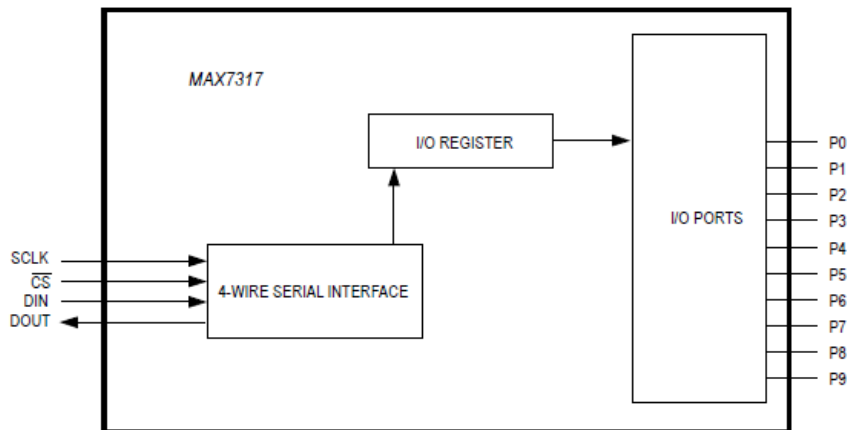 MAX7317
I/O REGISTER
I/O PORTS
P0
P1
P2
P3
P4
P5
P6
P7
P8
P9
SCLK
C̅S̅
DIN
DOUT
4-WIRE SERIAL INTERFACE